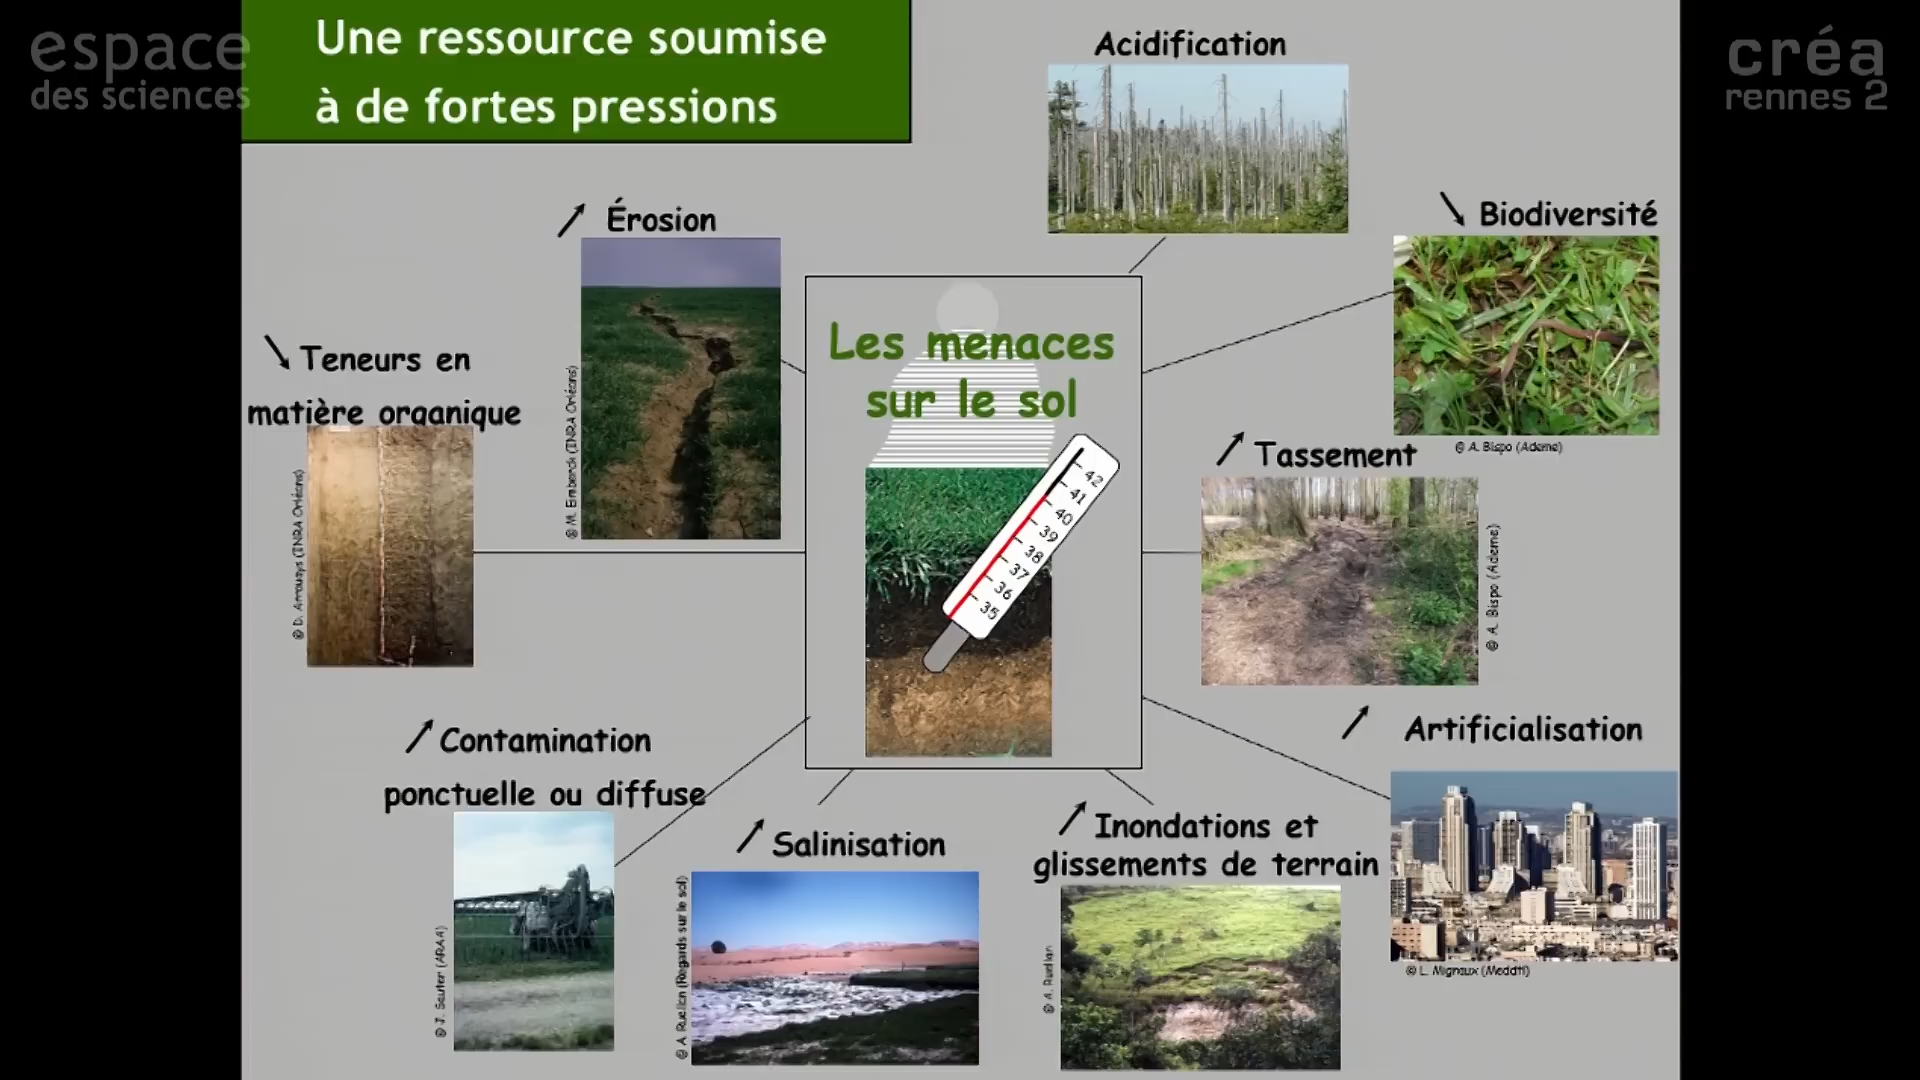 espace
des sciences
Une ressource soumise
à de fortes pressions
créa
rennes 2
Acidification
Érosion
© M. Eimberck (INRA Orléans)
Biodiversité
© A. Bispo (Ademe)
Teneurs en
matière organique
© D. Arrouays (INRA Orléans)
Les menaces
sur le sol
42
41
40
39
38
37
36
35
Tassement
© A. Bispo (Ademe)
Contamination
ponctuelle ou diffuse
© J. Sauter (ARAA)
Salinisation
© A. Ruellan (Regards sur le sol)
Inondations et
glissements de terrain
© A. Ruellan
Artificialisation
© L. Mignaux (Meddtl)